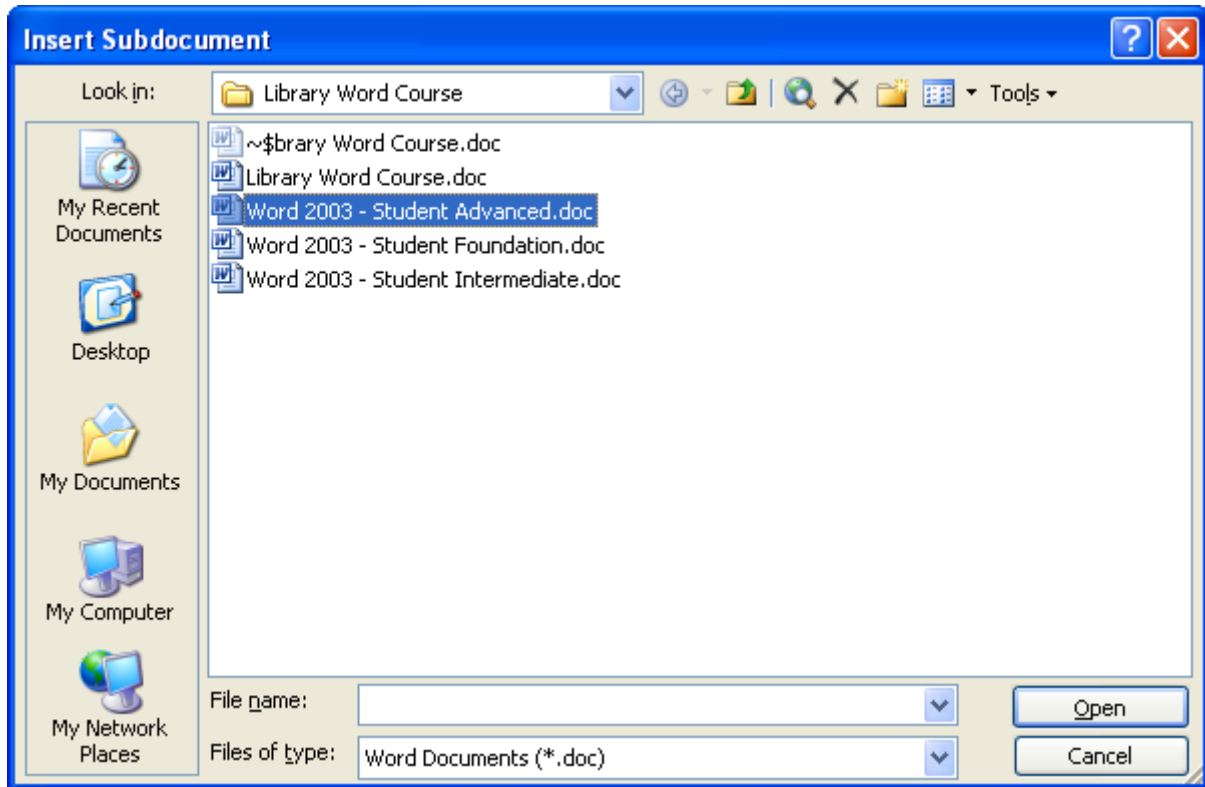 Insert Subdocument
Look in:
Library Word Course
Tools
~$brary Word Course.doc
Library Word Course.doc
Word 2003 - Student Advanced.doc
Word 2003 - Student Foundation.doc
Word 2003 - Student Intermediate.doc
My Recent
Documents
Desktop
My Documents
My Computer
My Network
Places
File name:
Open
Files of type:
Word Documents (*.doc)
Cancel